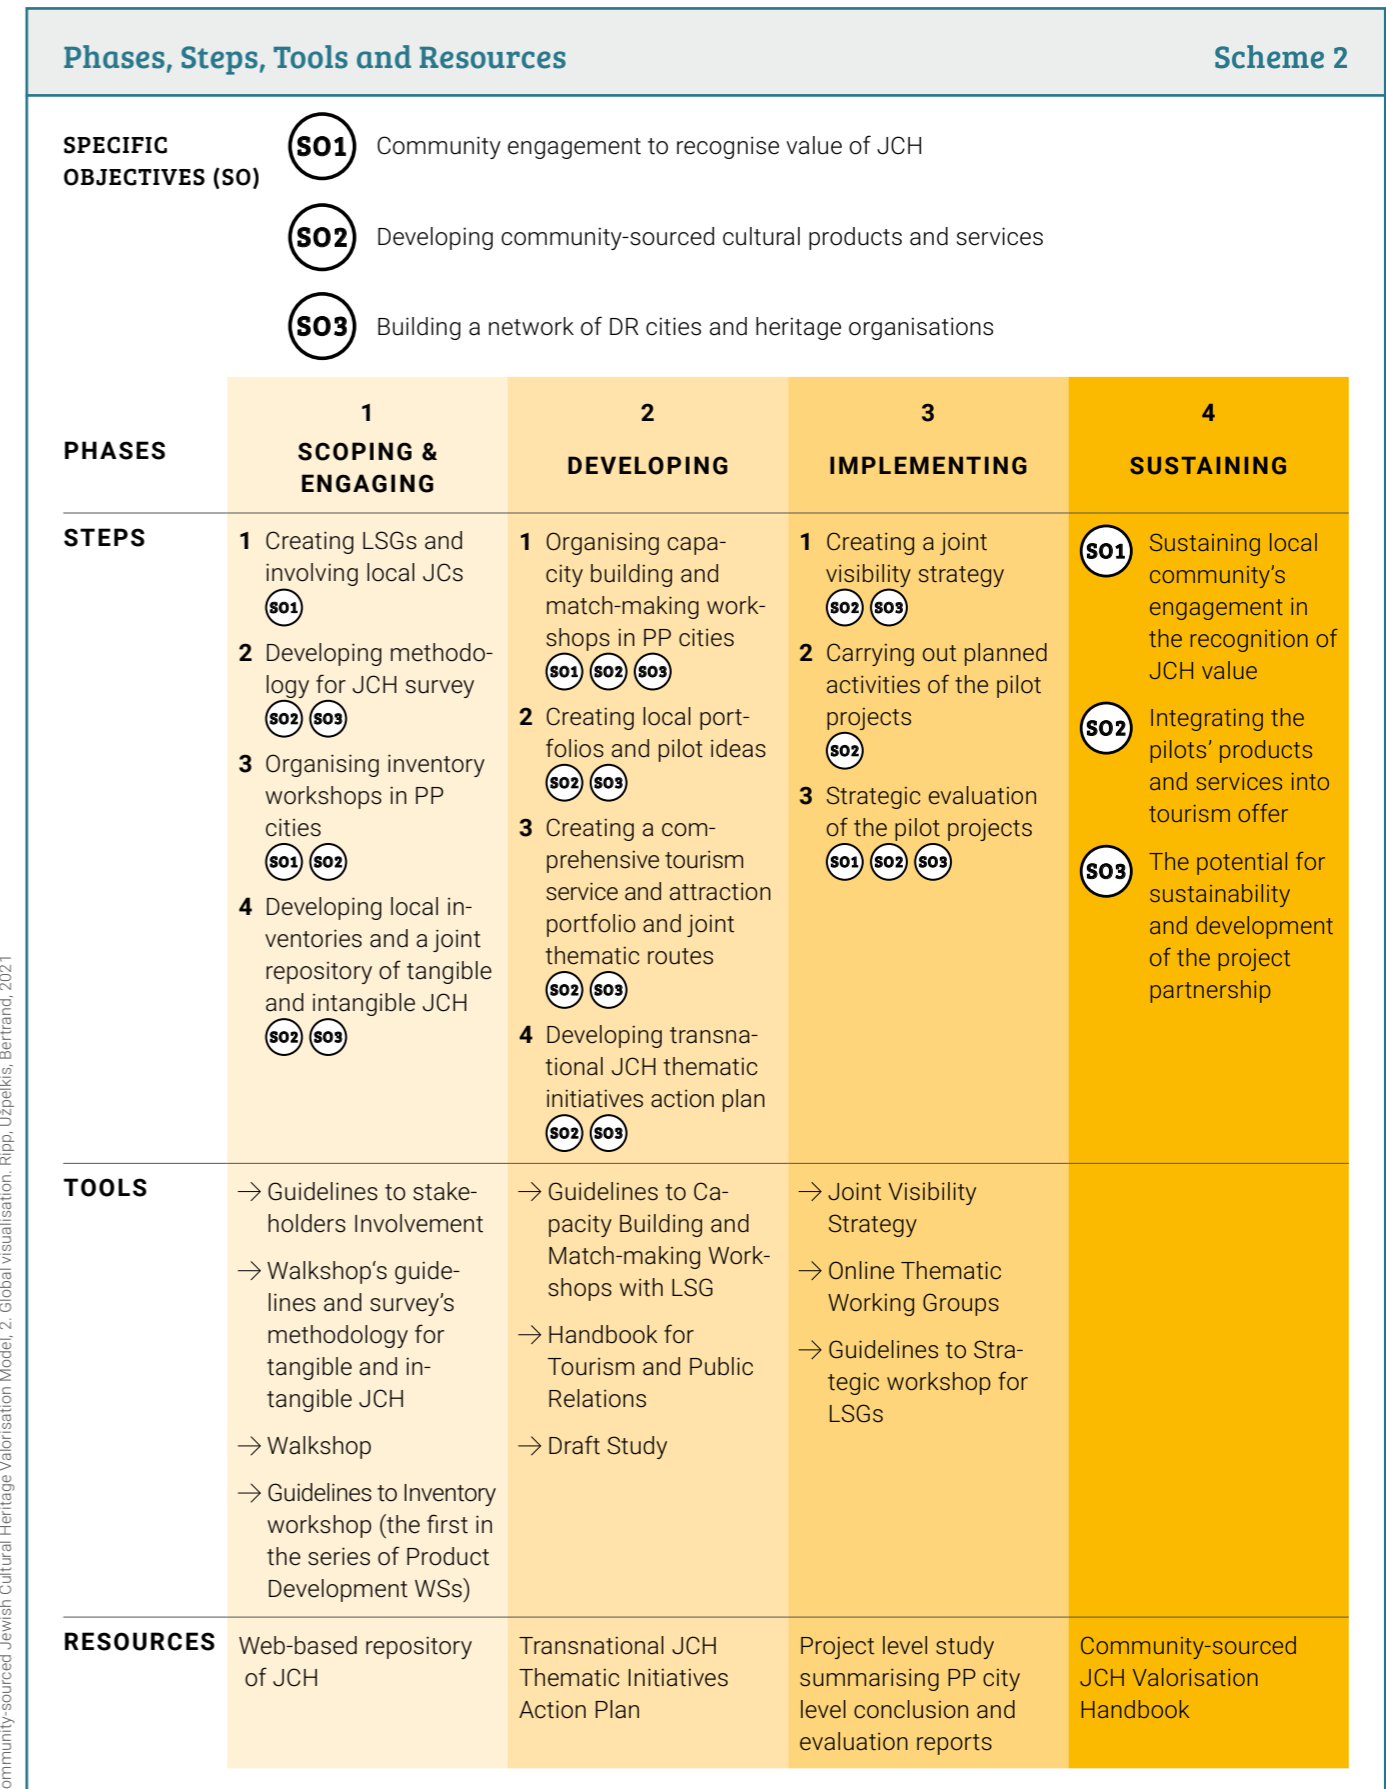 Phases, Steps, Tools and Resources
Scheme 2
SPECIFIC
OBJECTIVES (SO)
SO1 Community engagement to recognise value of JCH
SO2 Developing community-sourced cultural products and services
SO3 Building a network of DR cities and heritage organisations
PHASES
1
SCOPING &
ENGAGING
2
DEVELOPING
3
IMPLEMENTING
4
SUSTAINING
STEPS
1 Creating LSGs and
involving local JCs
SO1
2 Developing methodo-
logy for JCH survey
SO2 SO3
3 Organising inventory
workshops in PP
cities
SO1 SO2
4 Developing local in-
ventories and a joint
repository of tangible
and intangible JCH
SO2 SO3
1 Organising capa-
city building and
match-making work-
shops in PP cities
SO1 SO2 SO3
2 Creating local port-
folios and pilot ideas
SO2 SO3
3 Creating a com-
prehensive tourism
service and attraction
portfolio and joint
thematic routes
SO2 SO3
4 Developing transna-
tional JCH thematic
initiatives action plan
SO2 SO3
1 Creating a joint
visibility strategy
SO2 SO3
2 Carrying out planned
activities of the pilot
projects
SO2
3 Strategic evaluation
of the pilot projects
SO1 SO2 SO3
SO1 Sustaining local
community's
engagement in
the recognition of
JCH value
SO2 Integrating the
pilots' products
and services into
tourism offer
SO3 The potential for
sustainability
and development
of the project
partnership
TOOLS
→ Guidelines to stake-
holders Involvement
→ Walkshop's guide-
lines and survey's
methodology for
tangible and in-
tangible JCH
→ Walkshop
→ Guidelines to Inventory
workshop (the first in
the series of Product
Development WSs)
→ Guidelines to Ca-
pacity Building and
Match-making Work-
shops with LSG
→ Handbook for
Tourism and Public
Relations
→ Draft Study
→ Joint Visibility
Strategy
→ Online Thematic
Working Groups
→ Guidelines to Stra-
tegic workshop for
LSGs
RESOURCES
Web-based repository
of JCH
Transnational JCH
Thematic Initiatives
Action Plan
Project level study
summarising PP city
level conclusion and
evaluation reports
Community-sourced
JCH Valorisation
Handbook
ommunity-sourced Jewish Cultural Heritage Valorisation Model, 2. Global visualisation. Ripp, Užpelkis, Bertrand, 2021